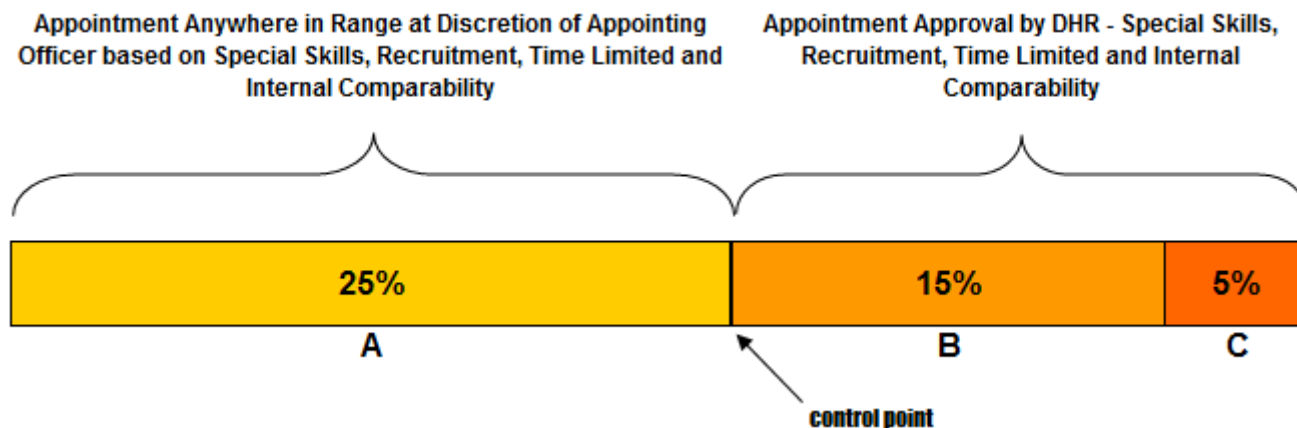 Appointment Anywhere in Range at Discretion of Appointing
Officer based on Special Skills, Recruitment, Time Limited and
Internal Comparability
Appointment Approval by DHR - Special Skills,
Recruitment, Time Limited and Internal
Comparability
25%
15%
5%
A
B
C
control point